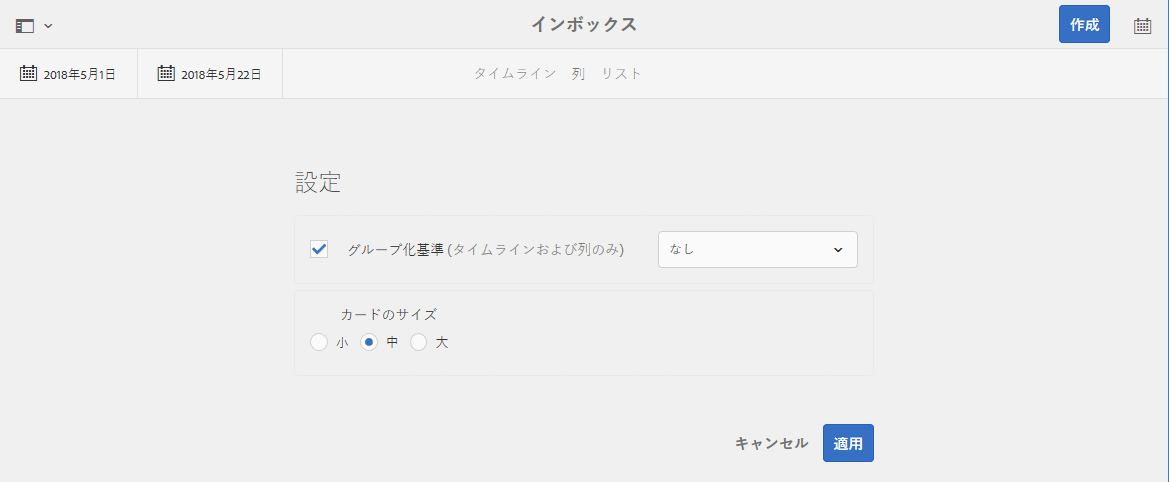 インボックス
作成
2018年5月1日
2018年5月22日
タイムライン 列 リスト
設定
グループ化基準 (タイムラインおよび列のみ)
なし
カードのサイズ
小 中 大
キャンセル 適用